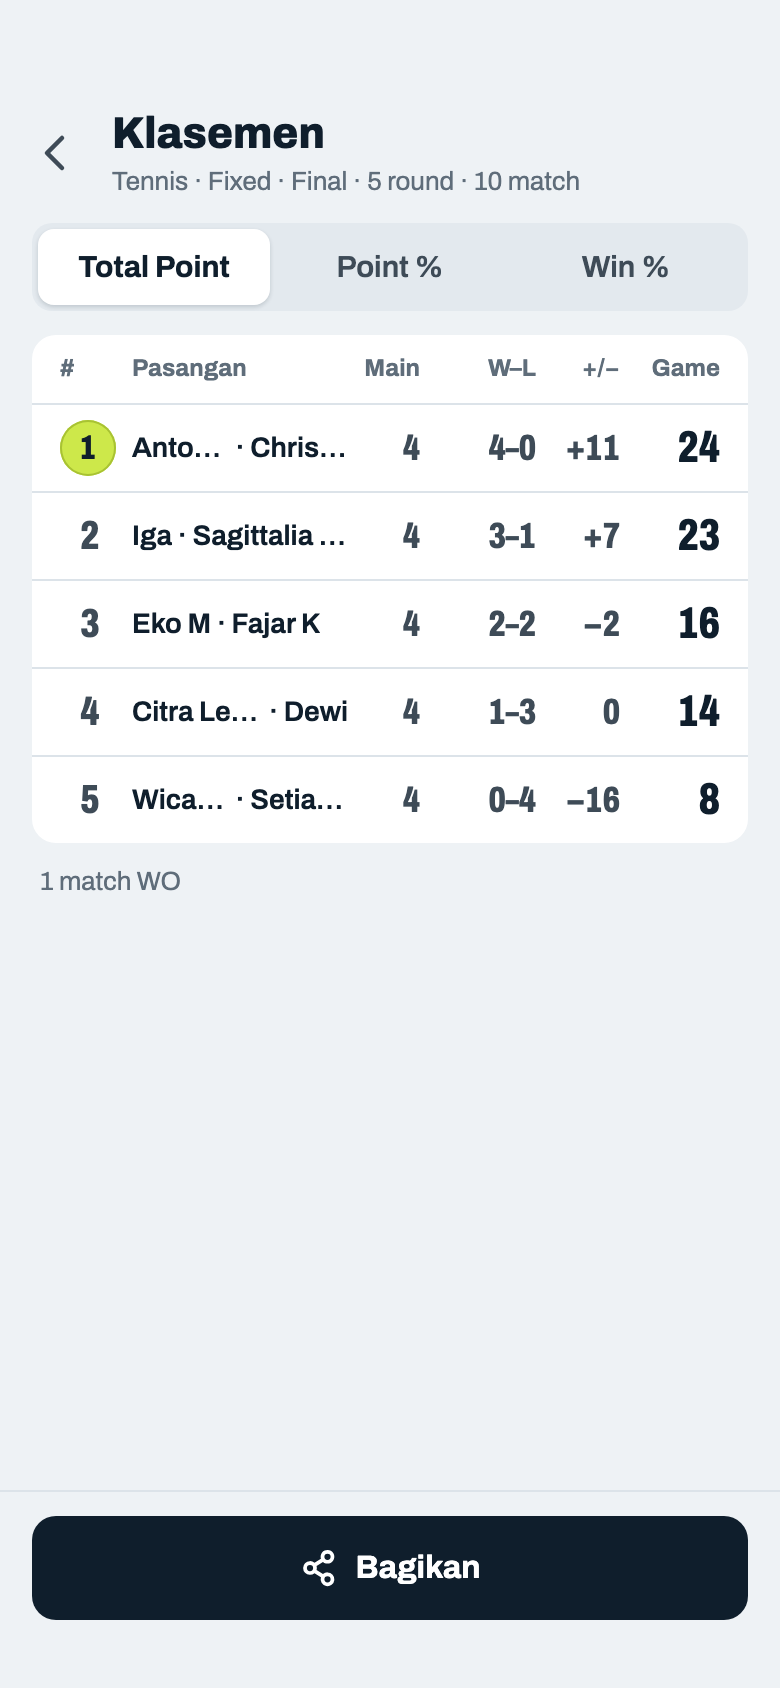 Klasemen
Tennis · Fixed · Final · 5 round · 10 match
Total Point Point % Win %
# Pasangan Main W–L +/– Game
1 Anto… · Chris… 4 4–0 +11 24
2 Iga · Sagittalia … 4 3–1 +7 23
3 Eko M · Fajar K 4 2–2 −2 16
4 Citra Le… · Dewi 4 1–3 0 14
5 Wica… · Setia… 4 0–4 −16 8
1 match WO
Bagikan